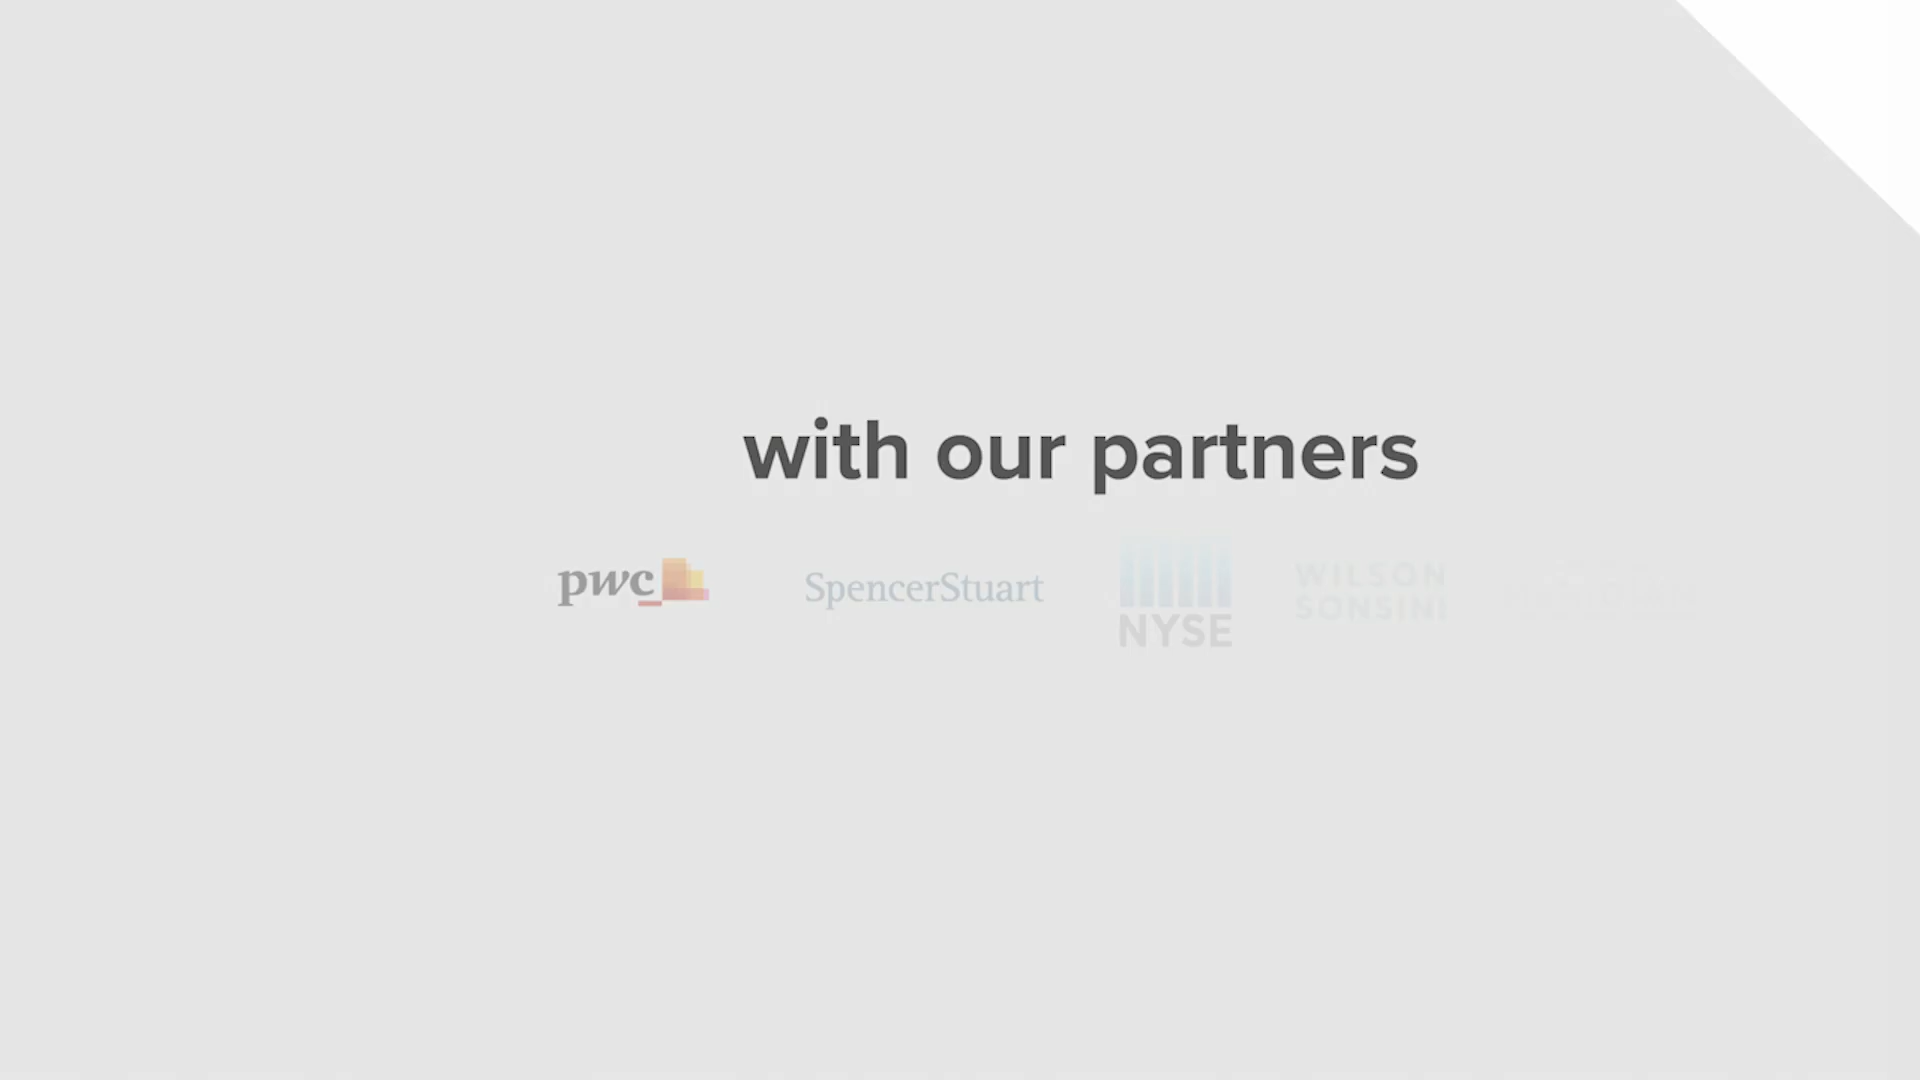 with our partners
pwc
SpencerStuart
NYSE
WILSON
SONSINI